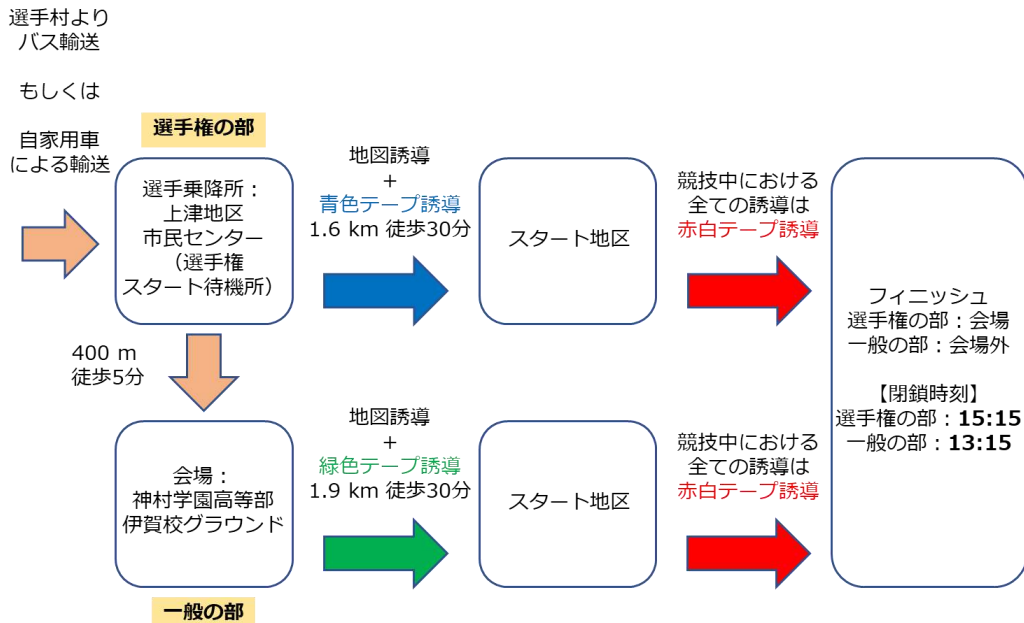 選手村より
バス輸送
もしくは
自家用車
による輸送
選手権の部
選手乗降所：
上津地区
市民センター
（選手権
スタート待機所）
地図誘導
+
青色テープ誘導
1.6 km 徒歩30分
スタート地区
競技中における
全ての誘導は
赤白テープ誘導
400 m
徒歩5分
会場：
神村学園高等部
伊賀校グラウンド
一般の部
地図誘導
+
緑色テープ誘導
1.9 km 徒歩30分
スタート地区
競技中における
全ての誘導は
赤白テープ誘導
フィニッシュ
選手権の部：会場
一般の部：会場外
【閉鎖時刻】
選手権の部：15:15
一般の部：13:15